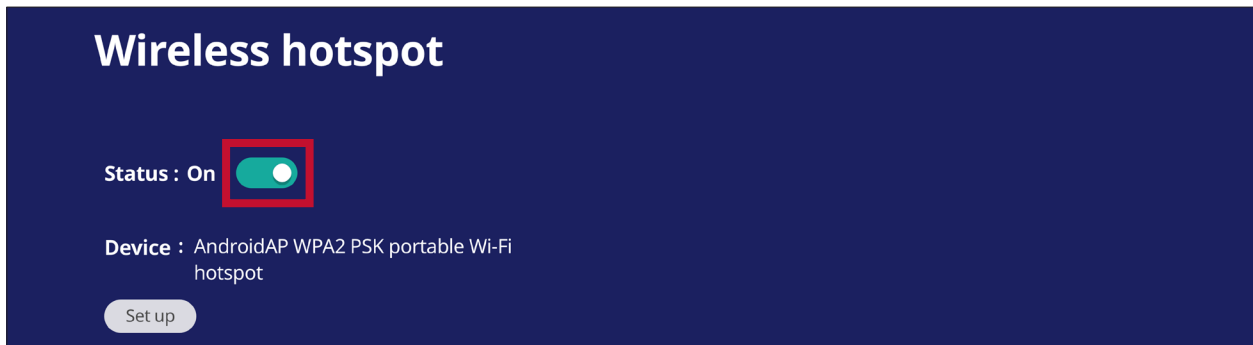 Wireless hotspot
Status : On
Device : AndroidAP WPA2 PSK portable Wi-Fi
hotspot
Set up